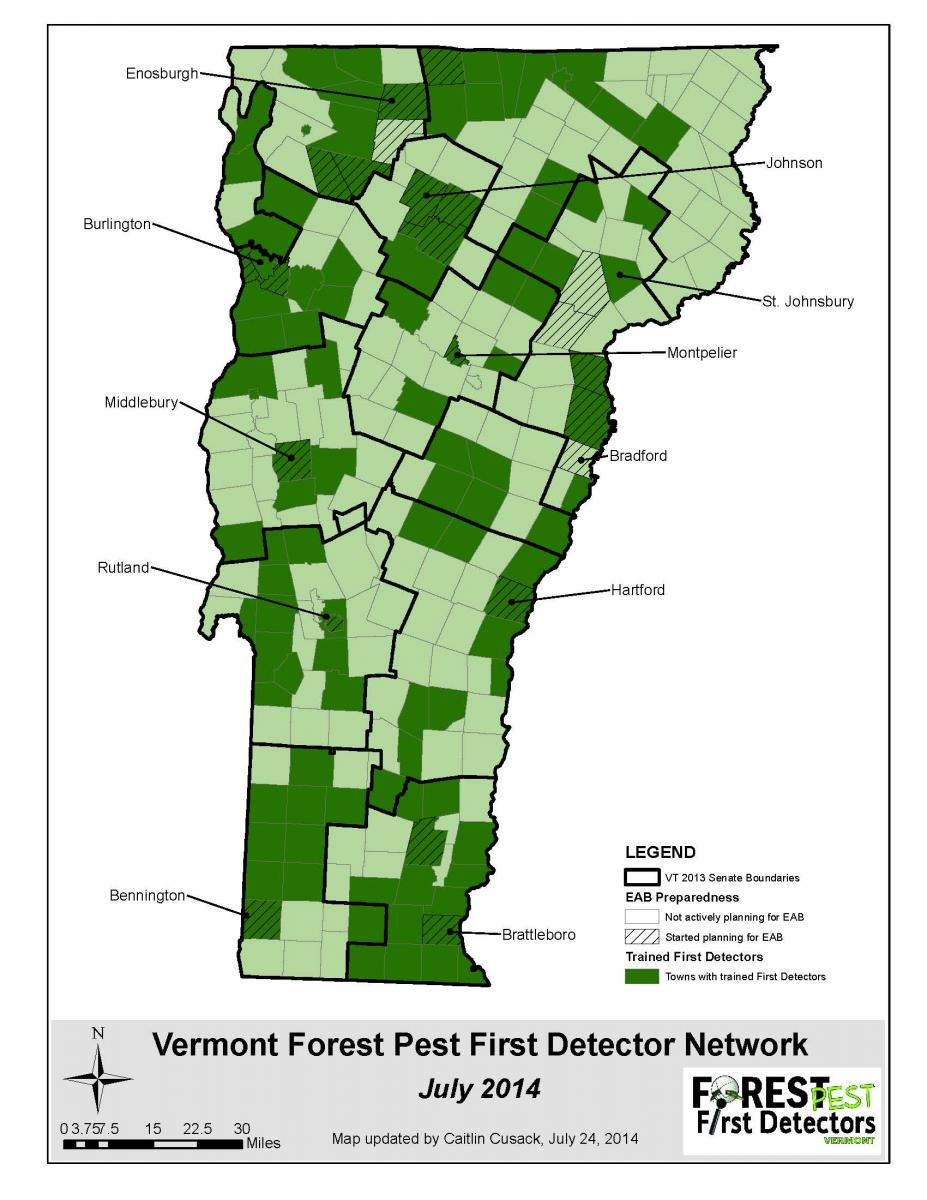 Enosburgh
Johnson
Burlington
St. Johnsbury
Montpelier
Middlebury
Bradford
Rutland
Hartford
Bennington
Brattleboro
LEGEND
VT 2013 Senate Boundaries
EAB Preparedness
Not actively planning for EAB
Started planning for EAB
Trained First Detectors
Towns with trained First Detectors
N
Vermont Forest Pest First Detector Network
July 2014
0 3.75 7.5 15 22.5 30
Miles
Map updated by Caitlin Cusack, July 24, 2014
FOREST PEST
First Detectors
VERMONT